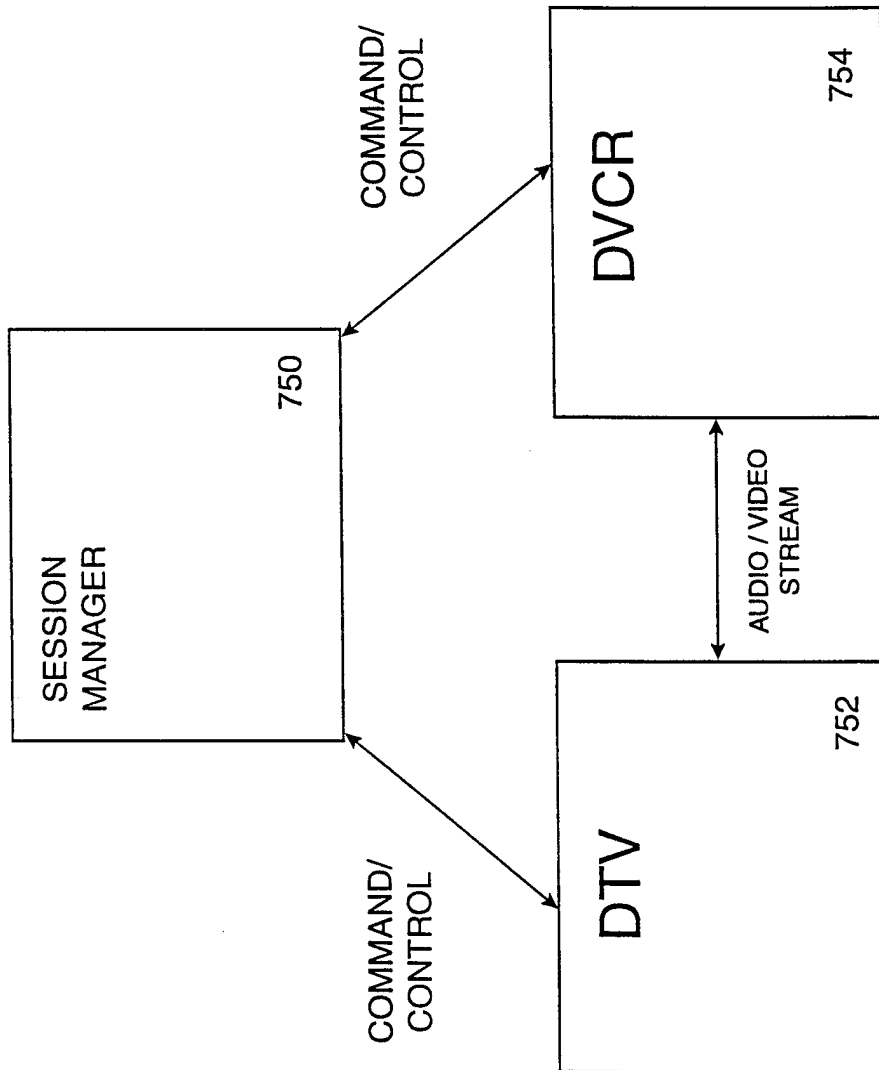 SESSION
MANAGER
750
COMMAND/
CONTROL
COMMAND/
CONTROL
DTV
752
AUDIO / VIDEO
STREAM
DVCR
754